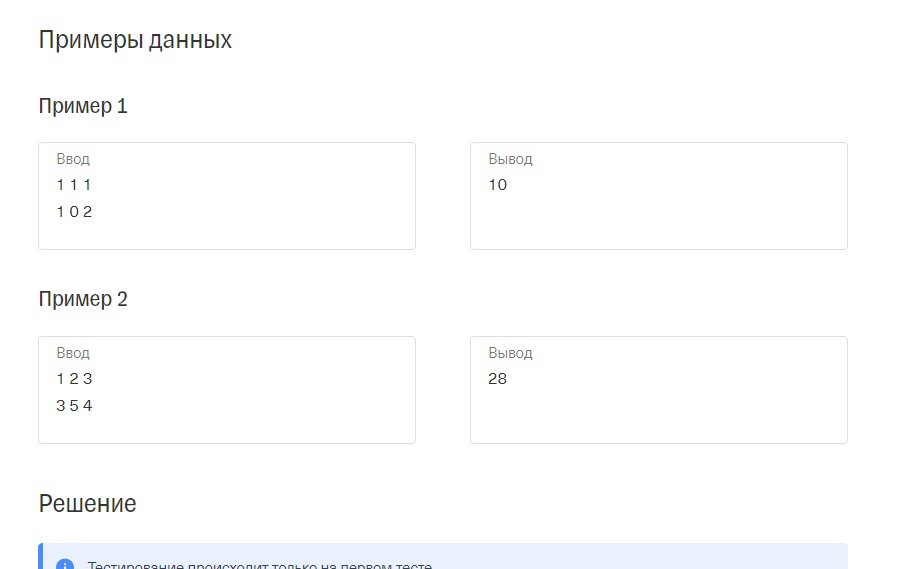 Примеры данных
Пример 1
Ввод
1 1 1
1 0 2
Вывод
10
Пример 2
Ввод
1 2 3
3 5 4
Вывод
28
Решение
Тестирование происходит только на первом тесте